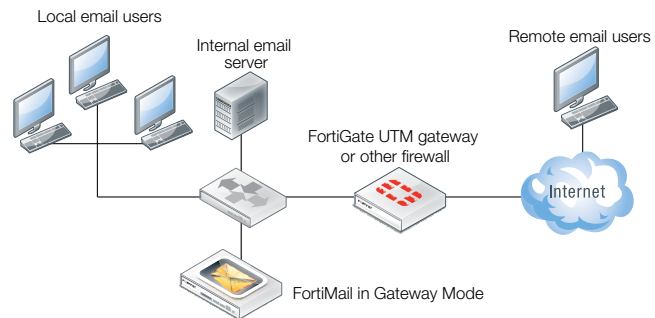 Local email users
Internal email
server
Remote email users
FortiGate UTM gateway
or other firewall
Internet
FortiMail in Gateway Mode